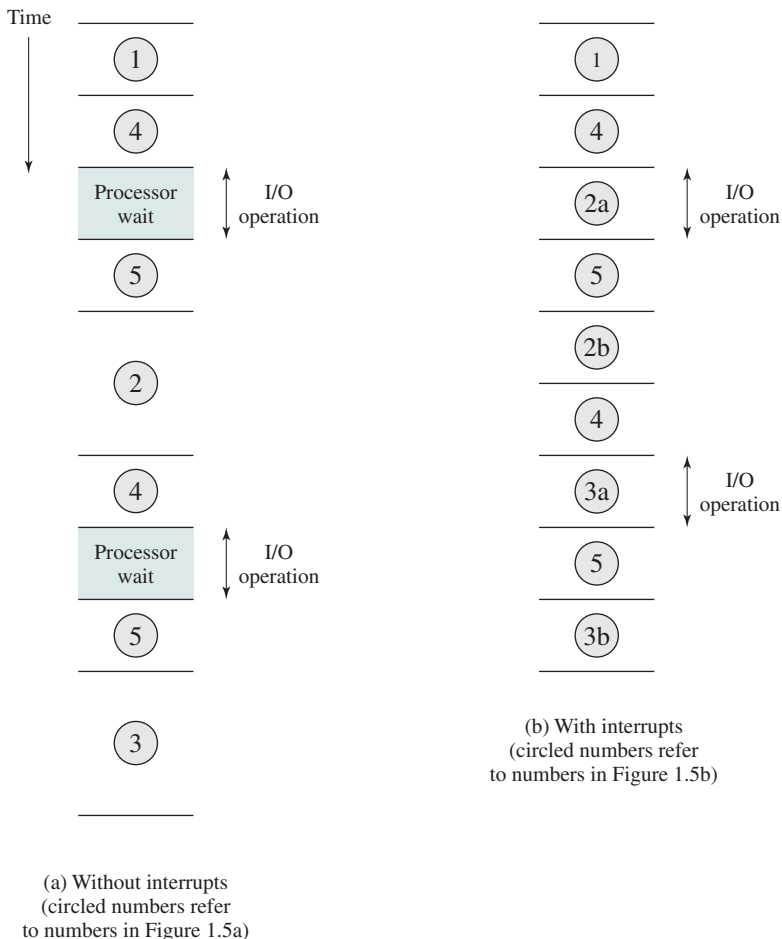 Time
1
4
Processor
wait
I/O
operation
5
2
4
Processor
wait
I/O
operation
5
3
(a) Without interrupts
(circled numbers refer
to numbers in Figure 1.5a)
1
4
2a
I/O
operation
5
2b
4
3a
I/O
operation
5
3b
(b) With interrupts
(circled numbers refer
to numbers in Figure 1.5b)